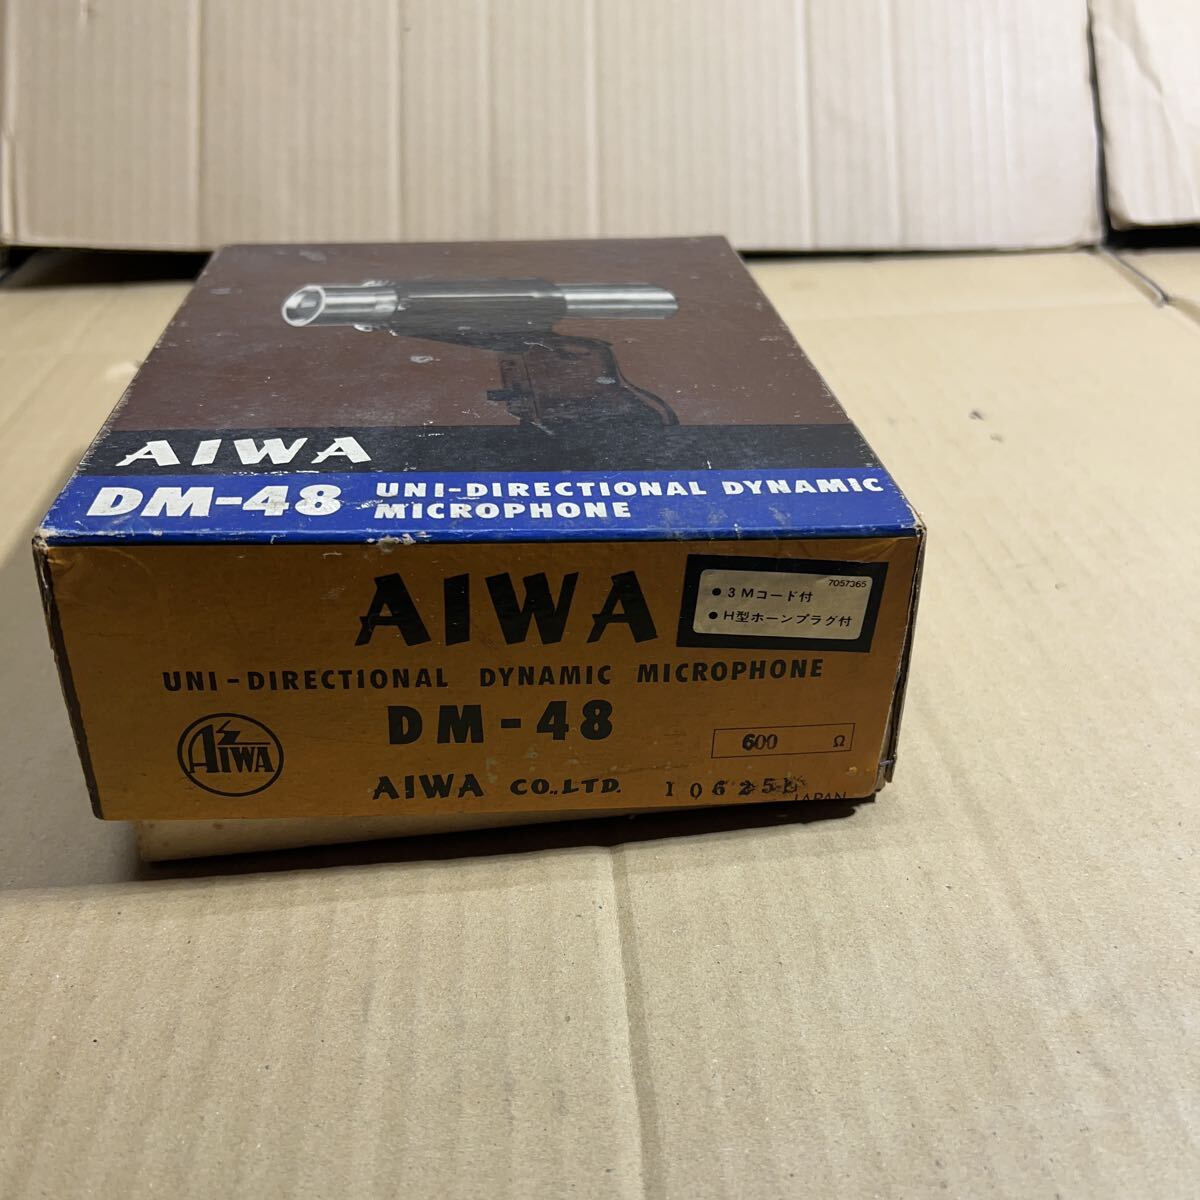 AIWA
DM-48 UNI-DIRECTIONAL DYNAMIC
MICROPHONE
AIWA
7057365
● 3Mコード付
● H型ホーンプラグ付
UNI-DIRECTIONAL DYNAMIC MICROPHONE
DM-48
AIWA
600 Ω
AIWA CO.,LTD.
JAPAN